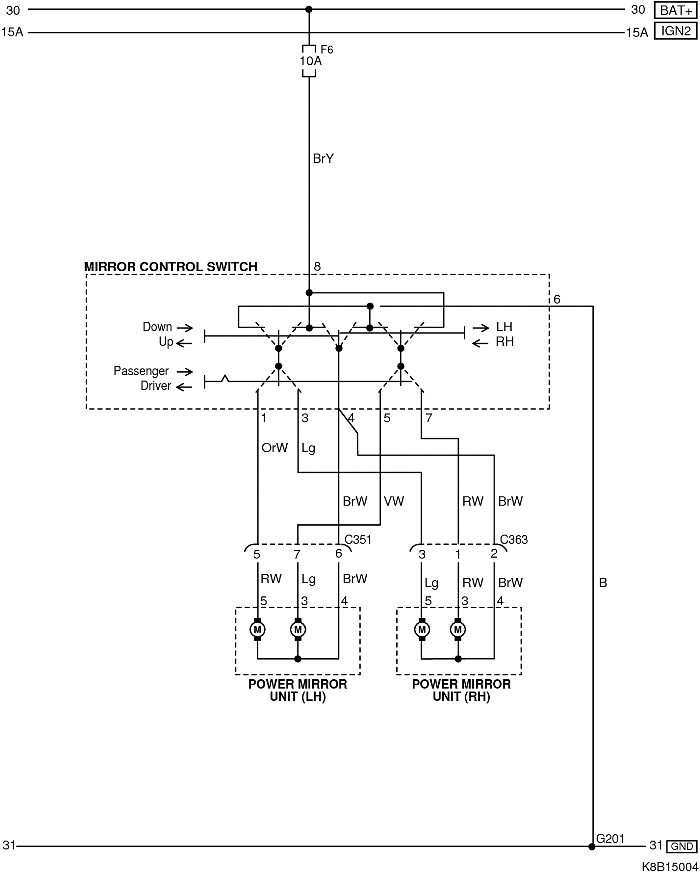 30 30 BAT+
15A 15A IGN2
F6
10A
BrY
MIRROR CONTROL SWITCH 8
6
Down LH
Up RH
Passenger
Driver
1 3 4 5 7
OrW Lg
BrW VW RW BrW
C351 C363
5 7 6 3 1 2
RW Lg BrW Lg RW BrW B
5 3 4 5 3 4
M M M M
POWER MIRROR POWER MIRROR
UNIT (LH) UNIT (RH)
G201
31 31 GND
K8B15004